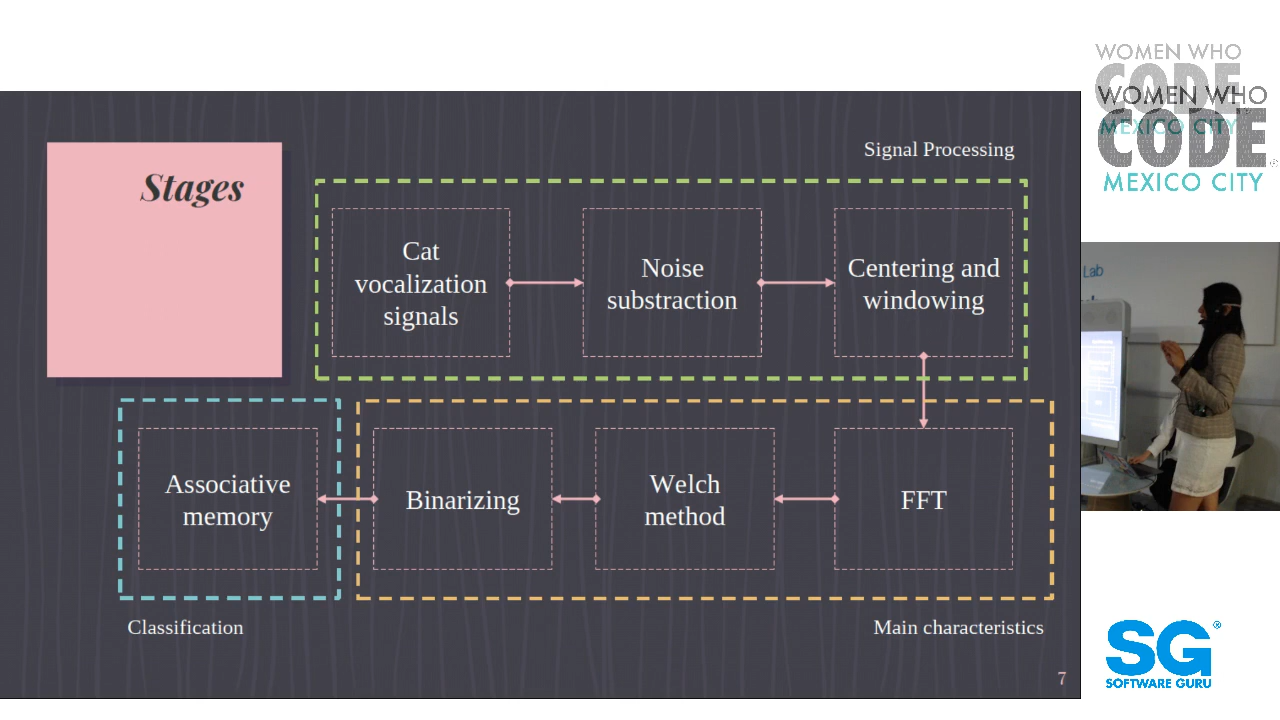 Stages
Signal Processing
Cat
vocalization
signals
Noise
substraction
Centering and
windowing
Associative
memory
Binarizing
Welch
method
FFT
Classification
Main characteristics
7
WOMEN WHO
CODE
WOMEN WHO
MEXICO CITY
CODE
MEXICO CITY
Lab
SG
SOFTWARE GURU